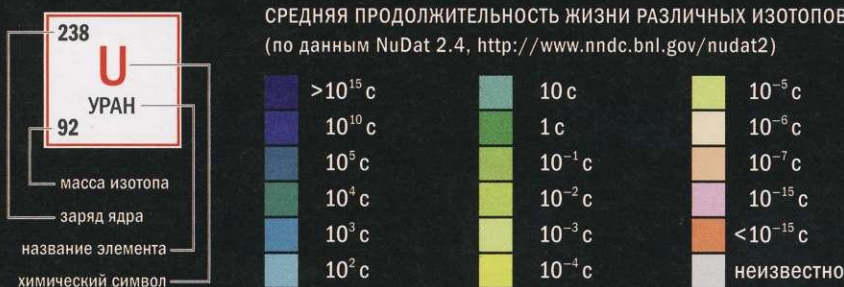 238
U
УРАН
92
масса изотопа
заряд ядра
название элемента
химический символ
СРЕДНЯЯ ПРОДОЛЖИТЕЛЬНОСТЬ ЖИЗНИ РАЗЛИЧНЫХ ИЗОТОПОВ
(по данным NuDat 2.4, http://www.nndc.bnl.gov/nudat2)
>10¹⁵ с
10¹⁰ с
10⁵ с
10⁴ с
10³ с
10² с
10 с
1 с
10⁻¹ с
10⁻² с
10⁻³ с
10⁻⁴ с
10⁻⁵ с
10⁻⁶ с
10⁻⁷ с
10⁻¹⁵ с
<10⁻¹⁵ с
неизвестно